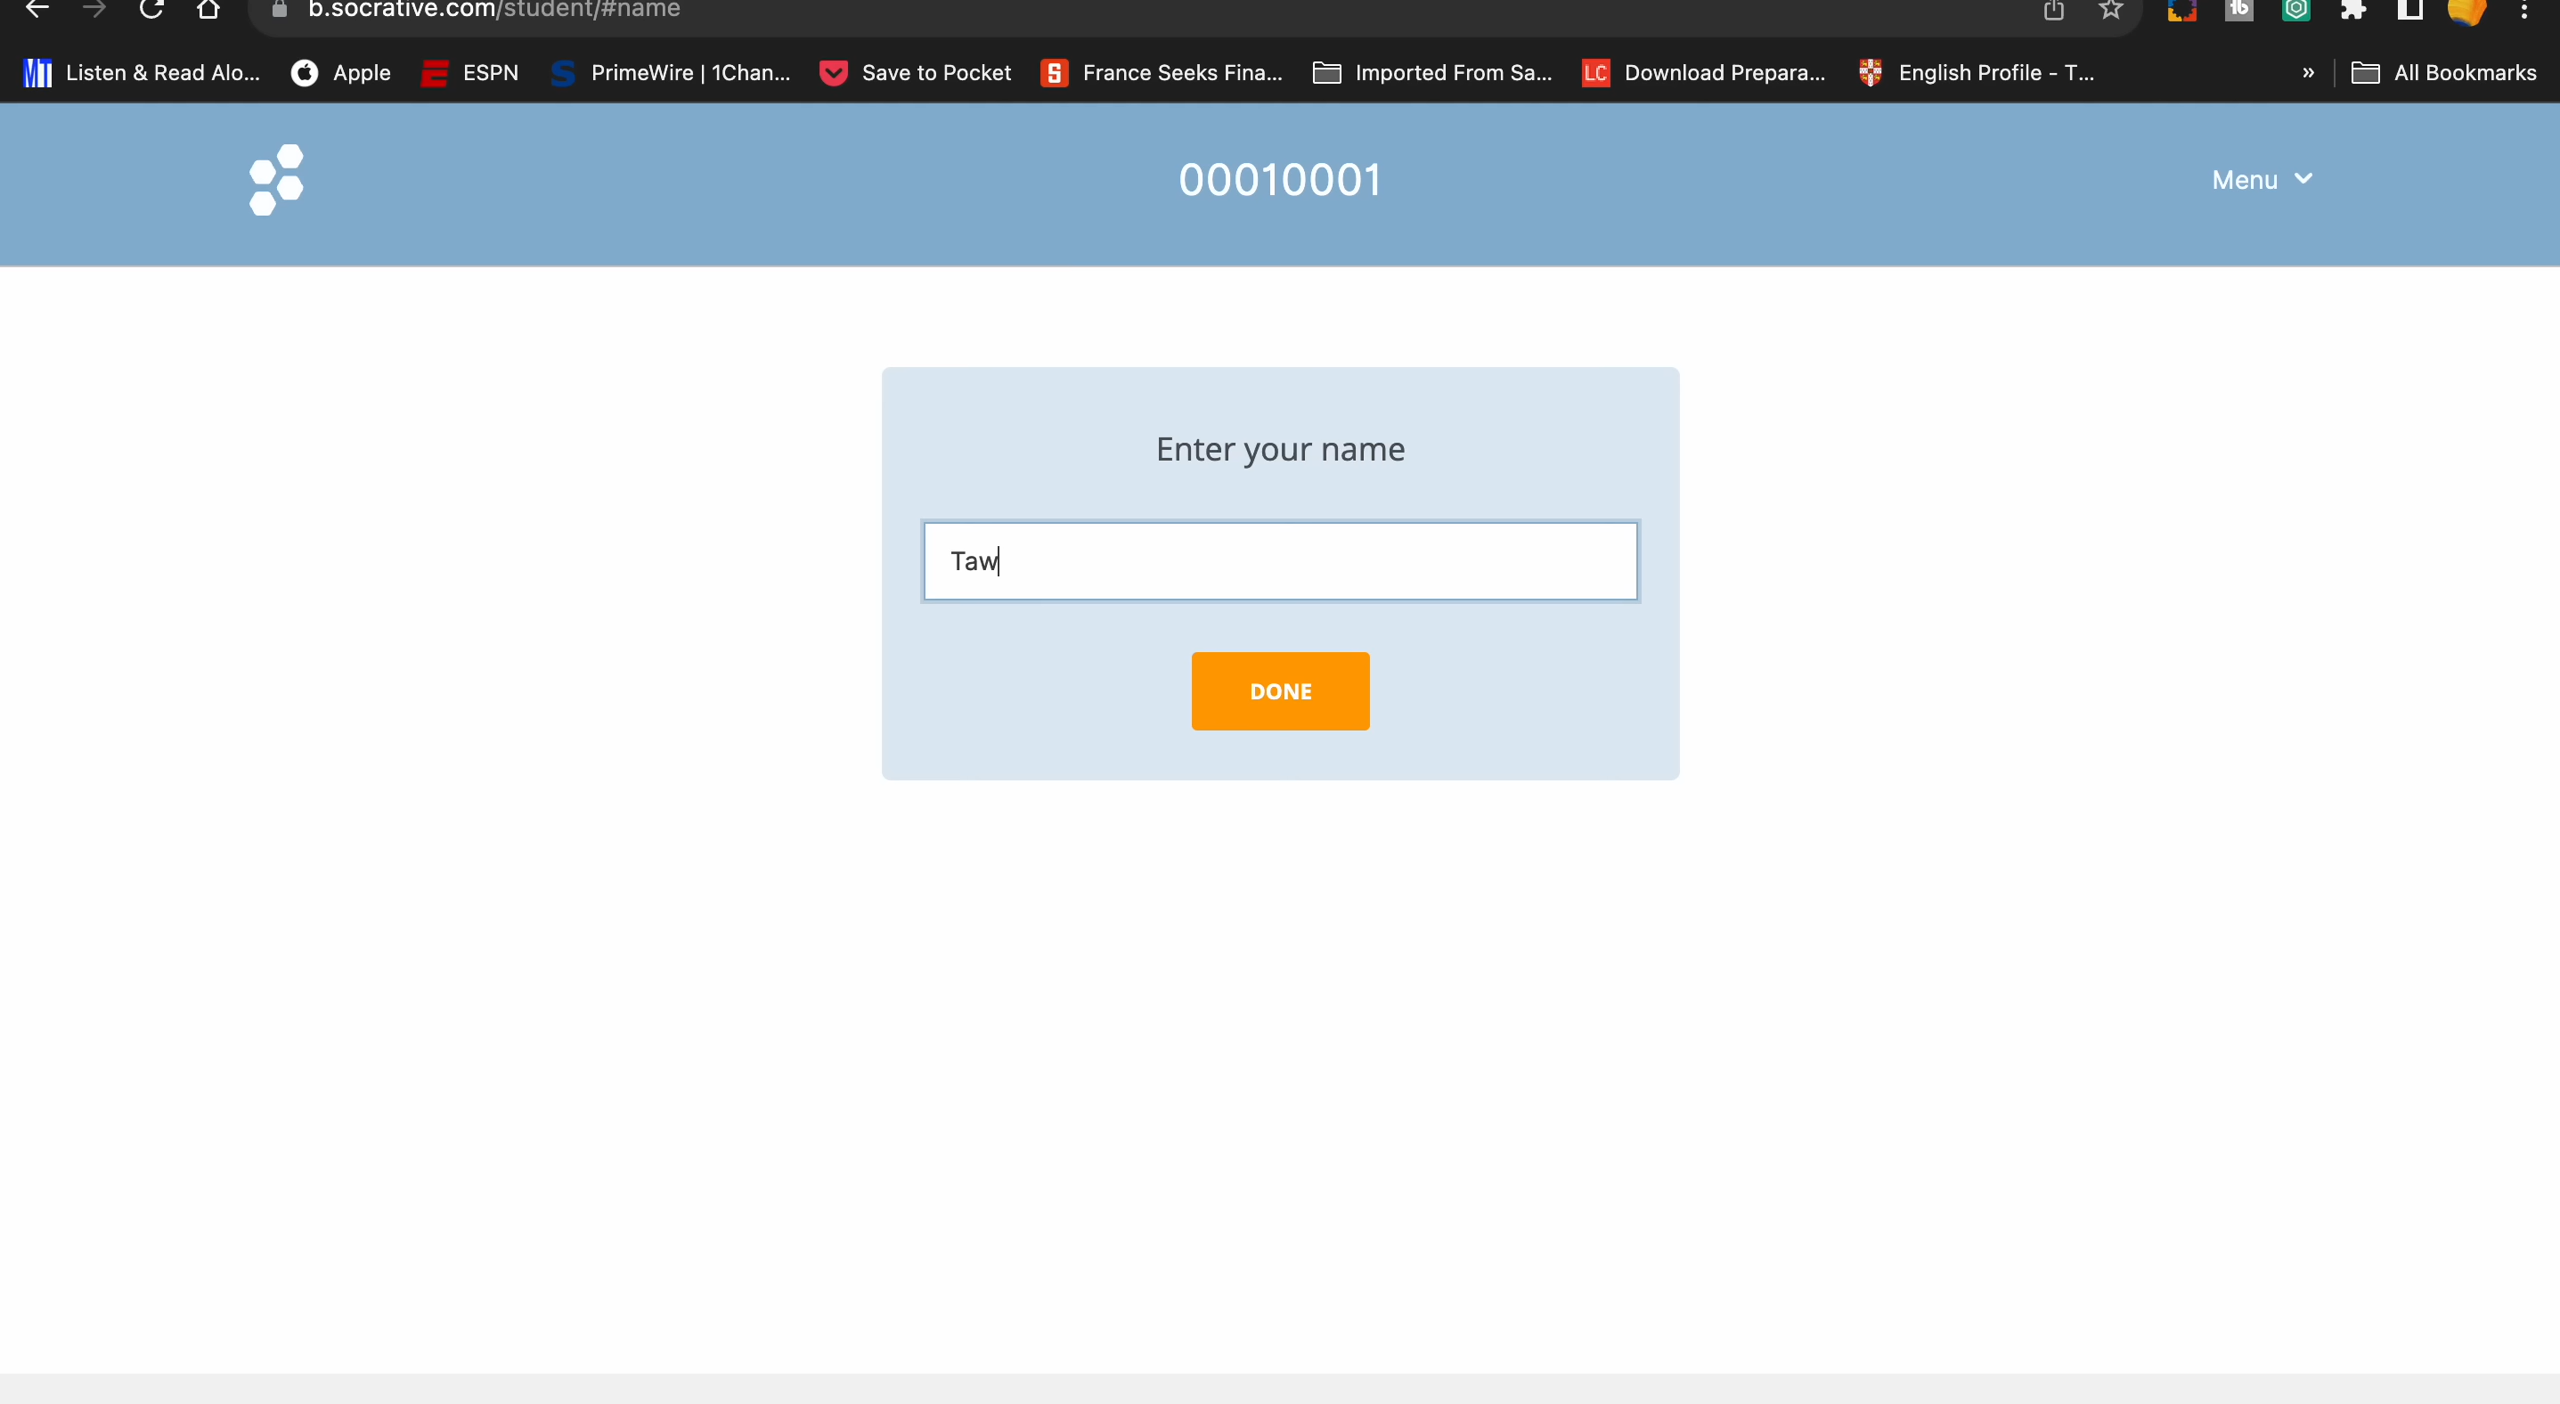 b.socrative.com/student/#name
Listen & Read Alo... Apple ESPN PrimeWire | 1Chan... Save to Pocket France Seeks Fina... Imported From Sa... Download Prepara... English Profile - T... » All Bookmarks
00010001
Menu
Enter your name
Taw
DONE